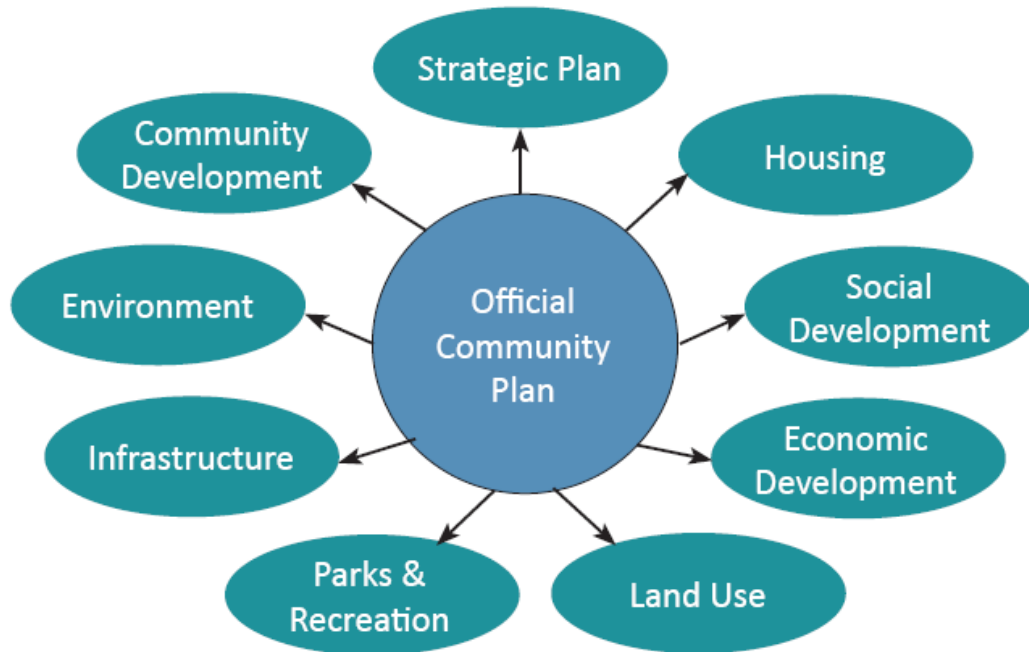 Strategic Plan
Community
Development
Housing
Environment
Official
Community
Plan
Social
Development
Infrastructure
Economic
Development
Parks &
Recreation
Land Use